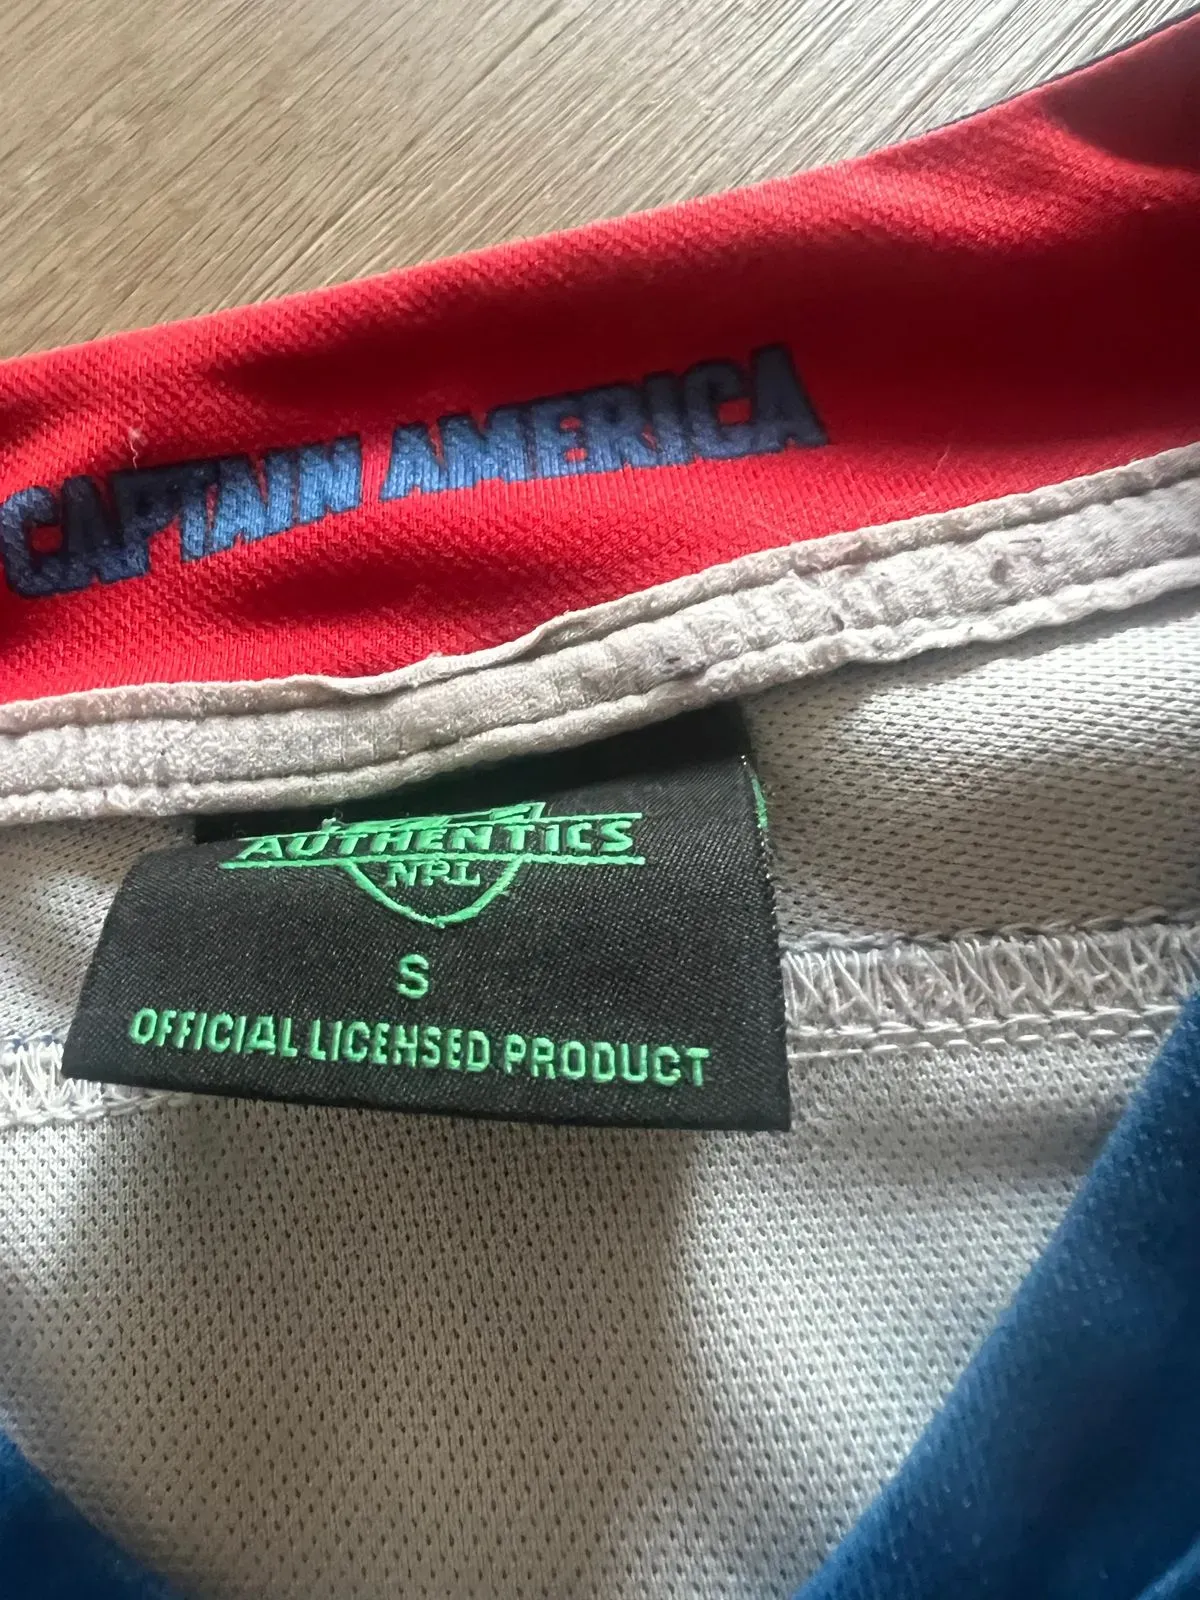 CAPTAIN AMERICA
AUTHENTICS
NRL
S
OFFICIAL LICENSED PRODUCT